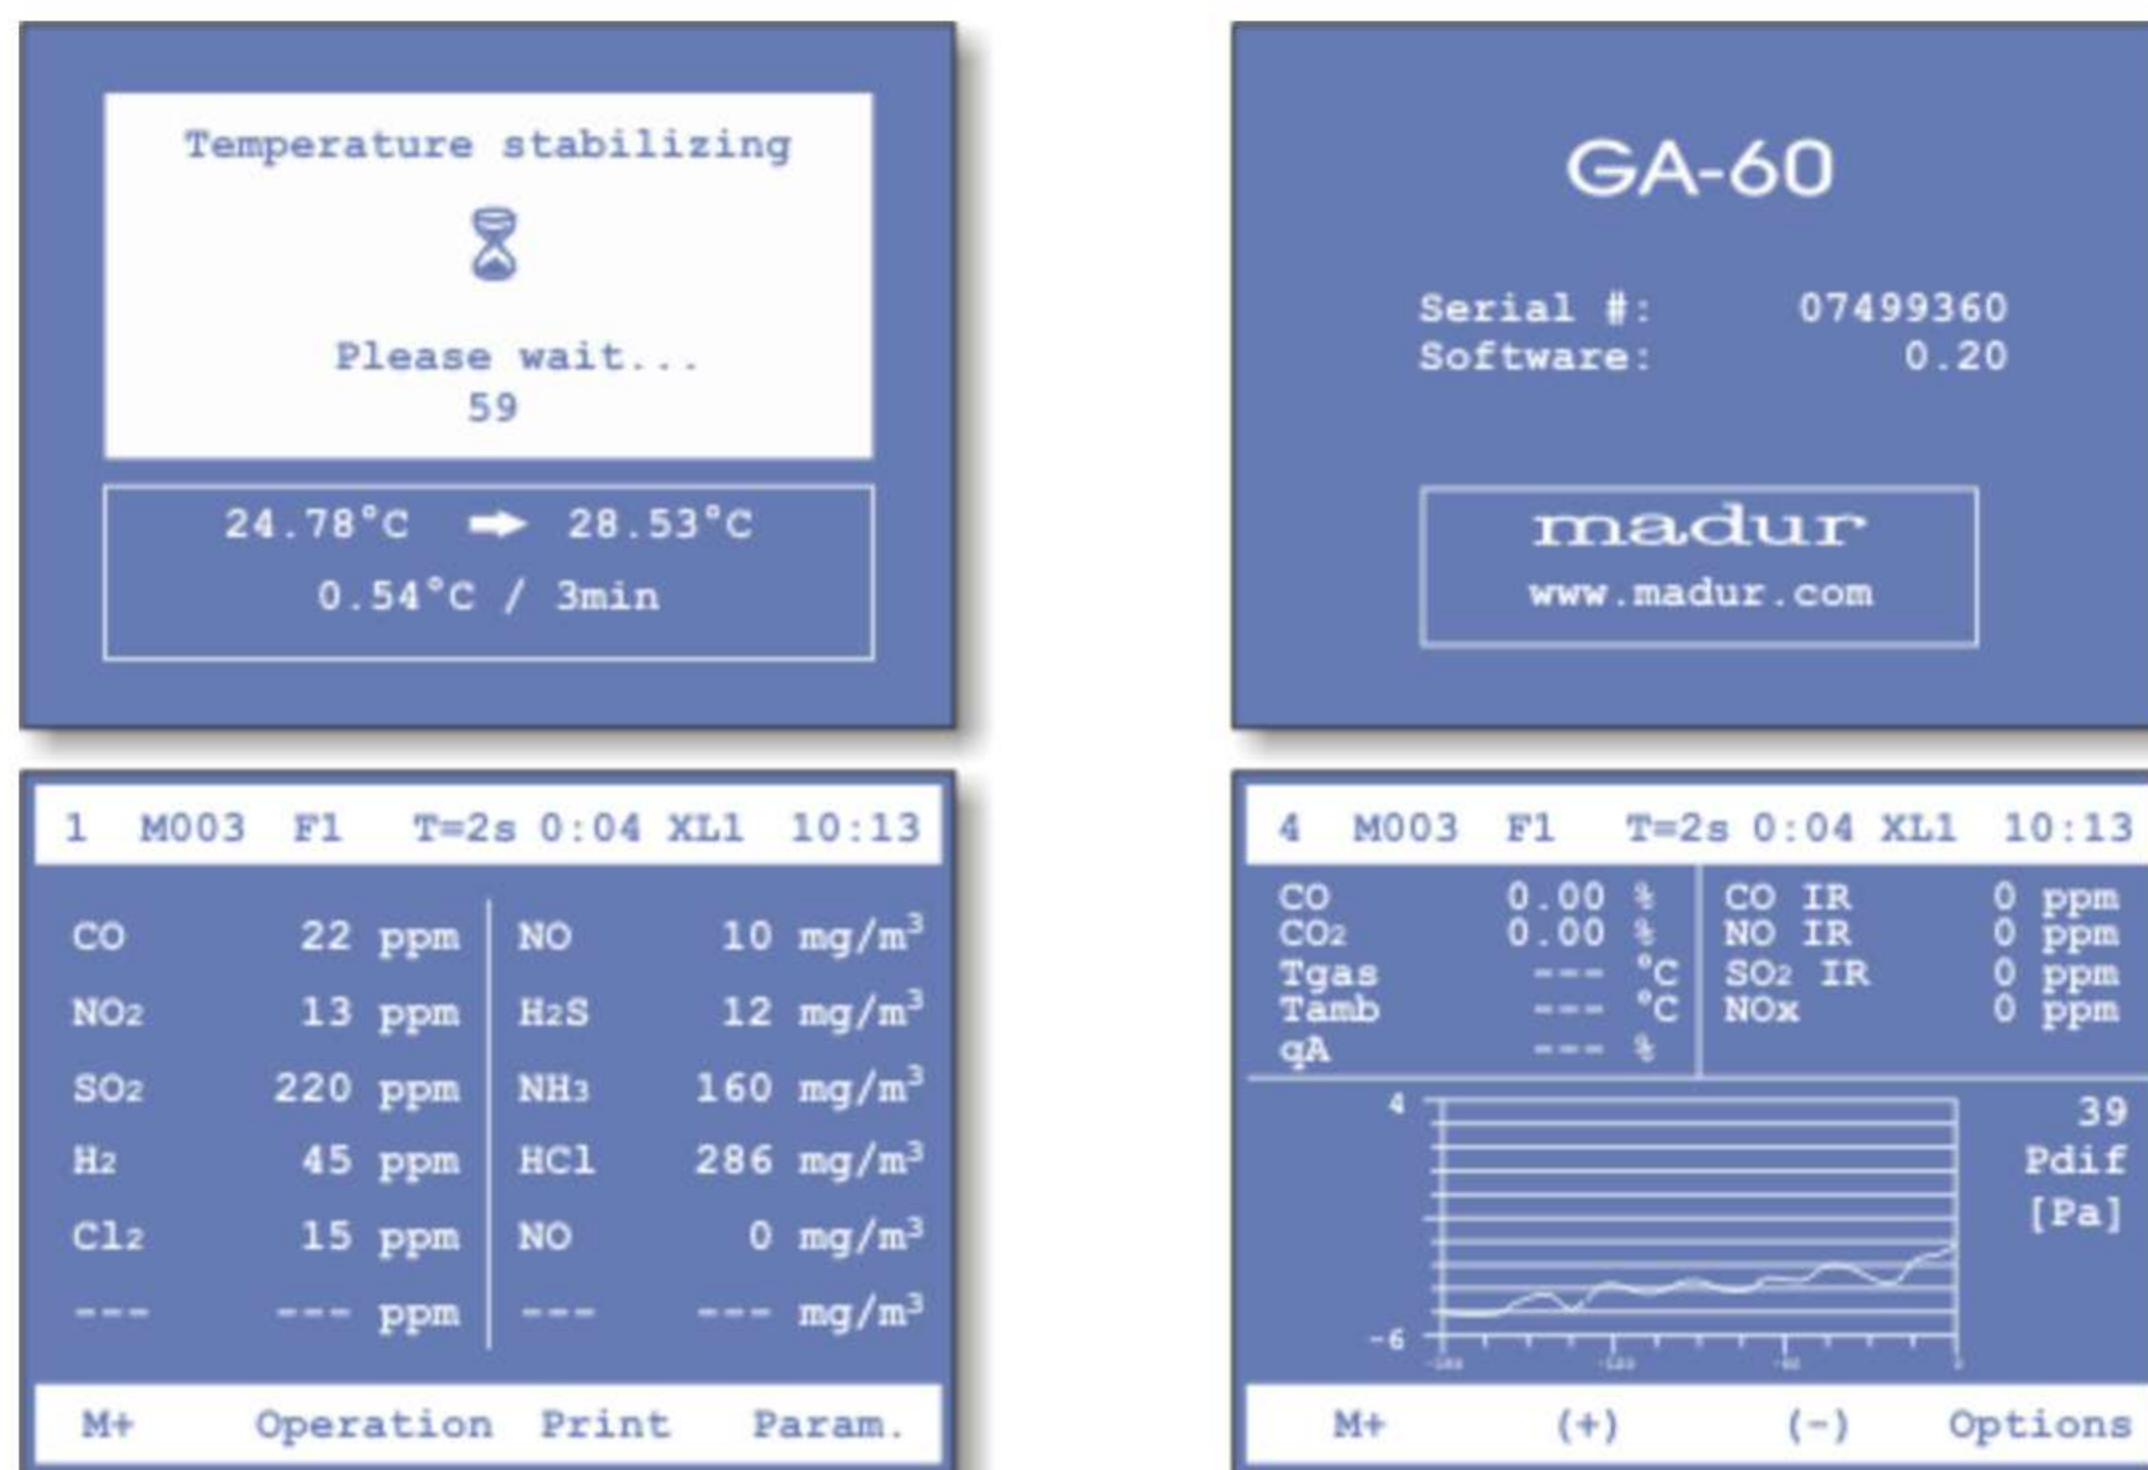 Temperature stabilizing
Please wait...
59
24.78°C → 28.53°C
0.54°C / 3min
GA-60
Serial #: 07499360
Software: 0.20
madur
www.madur.com
1 M003 F1 T=2s 0:04 XL1 10:13
CO 22 ppm NO 10 mg/m³
NO₂ 13 ppm H₂S 12 mg/m³
SO₂ 220 ppm NH₃ 160 mg/m³
H₂ 45 ppm HCl 286 mg/m³
Cl₂ 15 ppm NO 0 mg/m³
--- --- ppm --- --- mg/m³
M+ Operation Print Param.
4 M003 F1 T=2s 0:04 XL1 10:13
CO 0.00 % CO IR 0 ppm
CO₂ 0.00 % NO IR 0 ppm
Tgas --- °C SO₂ IR 0 ppm
Tamb --- °C NOx 0 ppm
qA --- %
4
39
Pdif
[Pa]
-6
-180 -120 -60 0
M+ (+) (-) Options